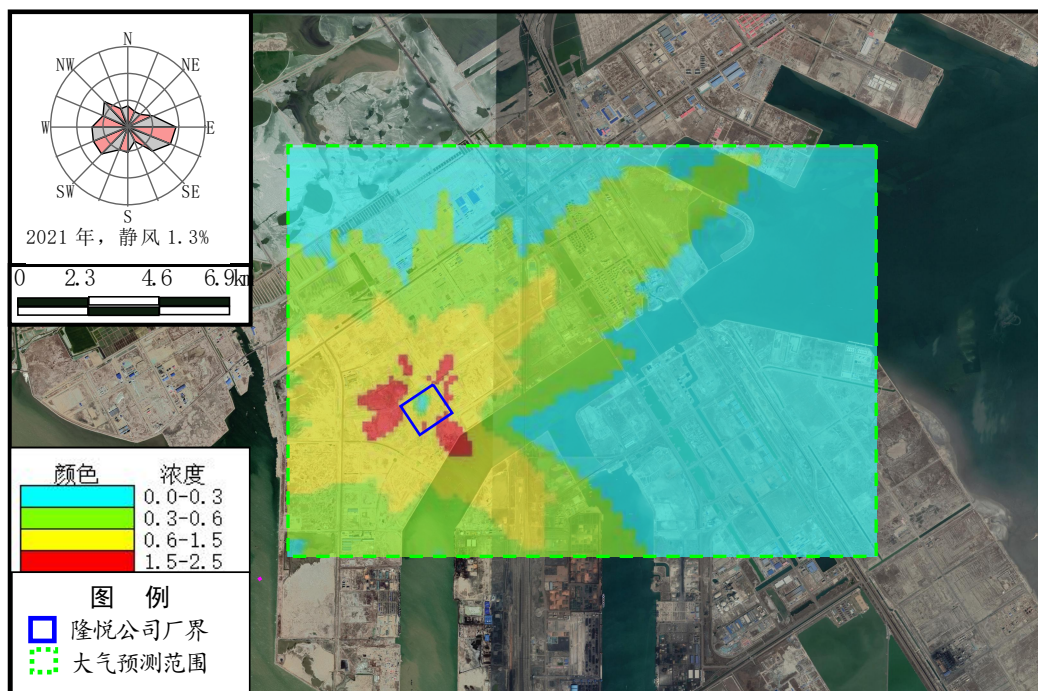 N
NW
NE
W
E
SW
SE
S
2021 年，静风 1.3%
0 2.3 4.6 6.9km
颜色 浓度
0.0-0.3
0.3-0.6
0.6-1.5
1.5-2.5
图 例
隆悦公司厂界
大气预测范围